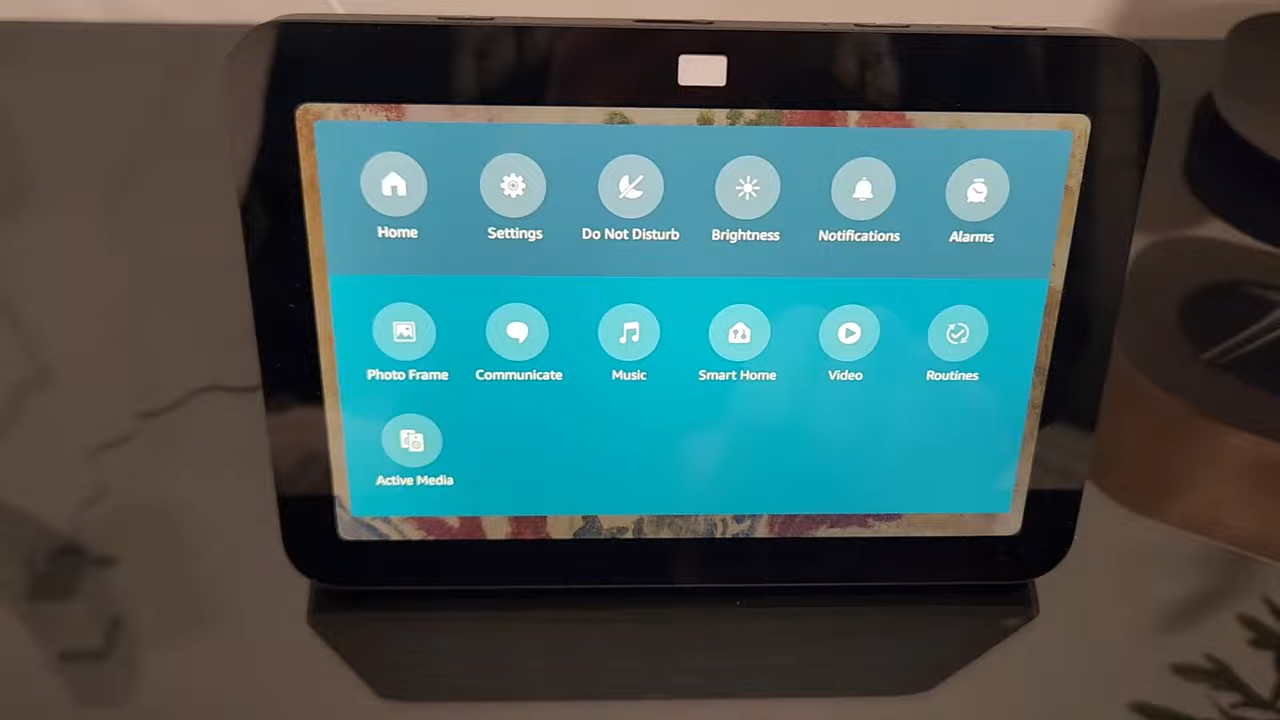 Home Settings Do Not Disturb Brightness Notifications Alarms
Photo Frame Communicate Music Smart Home Video Routines
Active Media